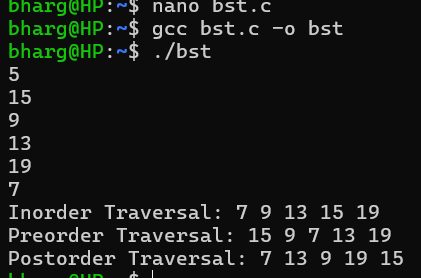 bharg@HP:~$ nano bst.c
bharg@HP:~$ gcc bst.c -o bst
bharg@HP:~$ ./bst
5
15
9
13
19
7
Inorder Traversal: 7 9 13 15 19
Preorder Traversal: 15 9 7 13 19
Postorder Traversal: 7 13 9 19 15
bharg@HP:~$